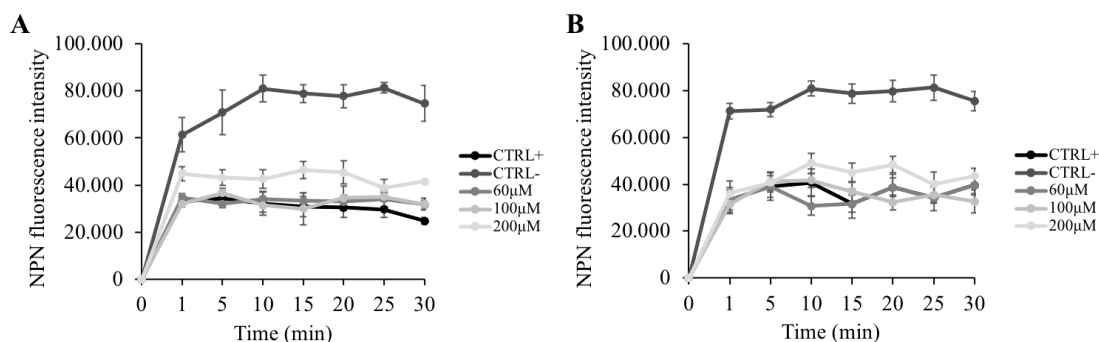 A
NPN fluorescence intensity
100.000
80.000
60.000
40.000
20.000
0
0 1 5 10 15 20 25 30
Time (min)
CTRL+
CTRL-
60µM
100µM
200µM
B
NPN fluorescence intensity
100.000
80.000
60.000
40.000
20.000
0
0 1 5 10 15 20 25 30
Time (min)
CTRL+
CTRL-
60µM
100µM
200µM